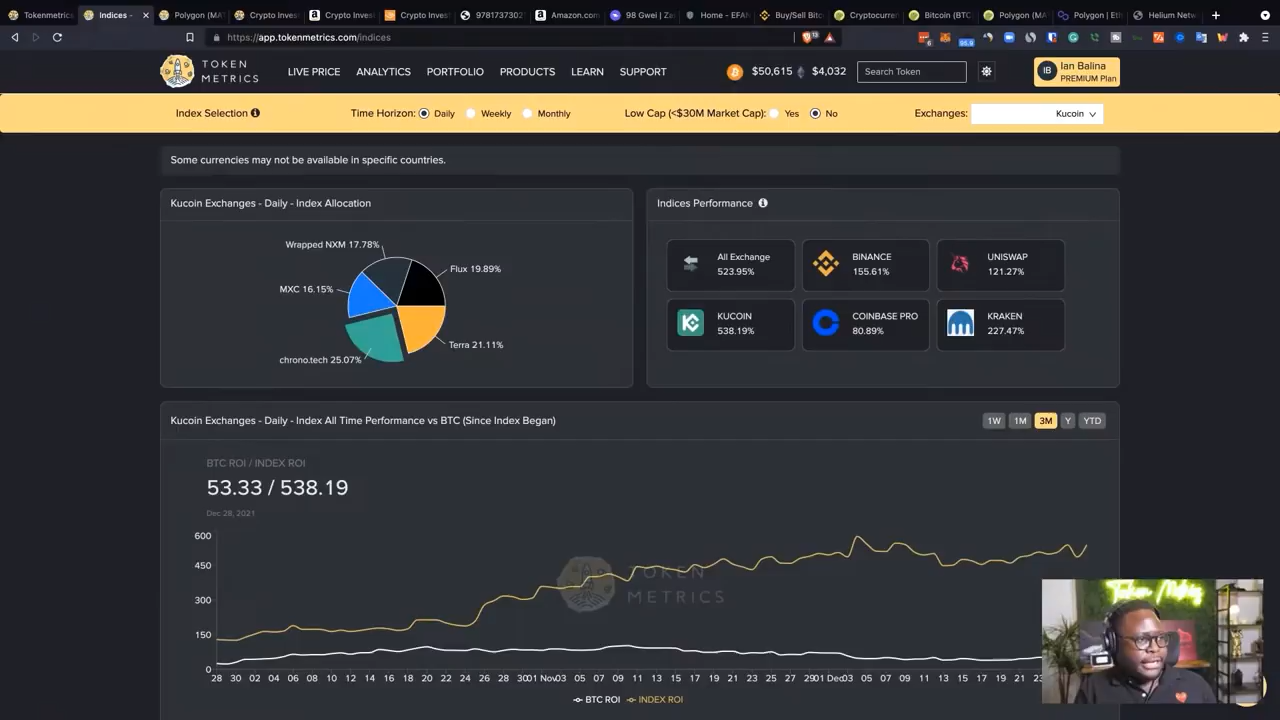 Tokenmetrics
Indices -
Polygon (MA
Crypto Inves
Crypto Inves
Crypto Inves
9781737302
Amazon.com
98 Gwei | Za
Home - EFAN
Buy/Sell Bitc
Cryptocurren
Bitcoin (BTC
Polygon (MA
Polygon | Eth
Helium Netw
https://app.tokenmetrics.com/indices
TOKEN
METRICS
LIVE PRICE ANALYTICS PORTFOLIO PRODUCTS LEARN SUPPORT
$50,615 $4,032
Search Token
IB
Ian Balina
PREMIUM Plan
Index Selection
Time Horizon: Daily Weekly Monthly
Low Cap (<$30M Market Cap): Yes No
Exchanges: Kucoin
Some currencies may not be available in specific countries.
Kucoin Exchanges - Daily - Index Allocation
Wrapped NXM 17.78%
Flux 19.89%
MXC 16.15%
Terra 21.11%
chrono.tech 25.07%
Indices Performance
All Exchange
523.95%
BINANCE
155.61%
UNISWAP
121.27%
KUCOIN
538.19%
COINBASE PRO
80.89%
KRAKEN
227.47%
Kucoin Exchanges - Daily - Index All Time Performance vs BTC (Since Index Began)
1W 1M 3M Y YTD
BTC ROI / INDEX ROI
53.33 / 538.19
Dec 28, 2021
600
450
300
150
0
TOKEN
METRICS
28 30 02 04 06 08 10 12 14 16 18 20 22 24 26 28 30 01 Nov 03 05 07 09 11 13 15 17 19 21 23 25 27 29 01 Dec 03 05 07 09 11 13 15 17 19 21 23
BTC ROI INDEX ROI
Token Metrics